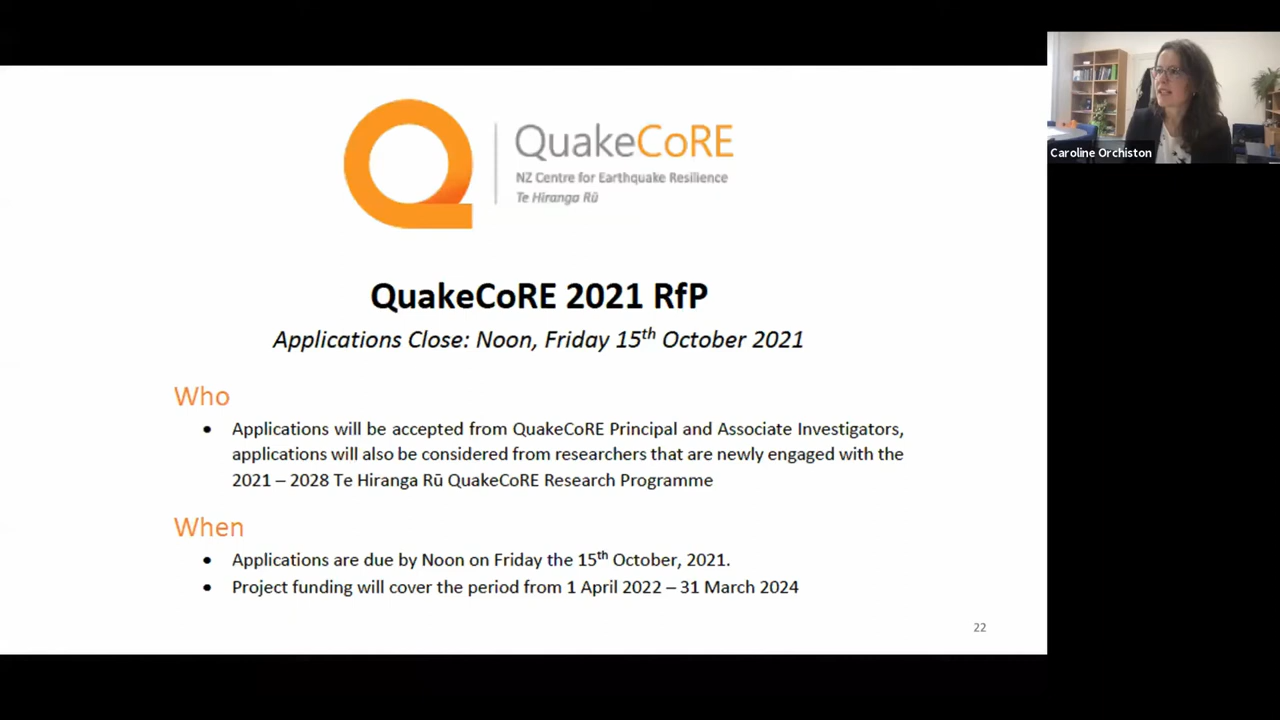 QuakeCoRE
NZ Centre for Earthquake Resilience
Te Hiranga Rū
Caroline Orchiston
QuakeCoRE 2021 RfP
Applications Close: Noon, Friday 15th October 2021
Who
• Applications will be accepted from QuakeCoRE Principal and Associate Investigators,
applications will also be considered from researchers that are newly engaged with the
2021 – 2028 Te Hiranga Rū QuakeCoRE Research Programme
When
• Applications are due by Noon on Friday the 15th October, 2021.
• Project funding will cover the period from 1 April 2022 – 31 March 2024
22